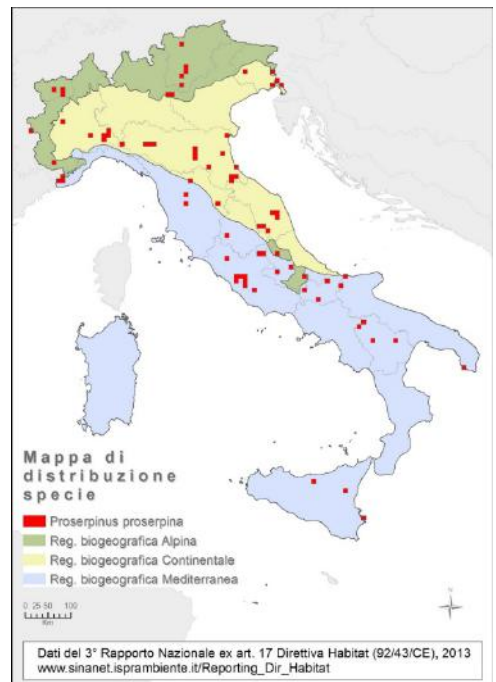 Mappa di
distribuzione
specie
Proserpinus proserpina
Reg. biogeografica Alpina
Reg. biogeografica Continentale
Reg. biogeografica Mediterranea
0 25 50 100
Km
Dati del 3° Rapporto Nazionale ex art. 17 Direttiva Habitat (92/43/CE), 2013
www.sinanet.isprambiente.it/Reporting_Dir_Habitat